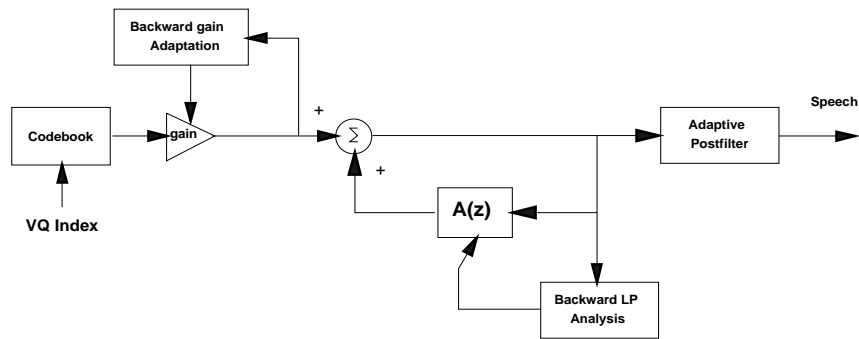 Backward gain
Adaptation
Codebook
gain
+
Σ
+
Adaptive
Postfilter
Speech
VQ Index
A(z)
Backward LP
Analysis